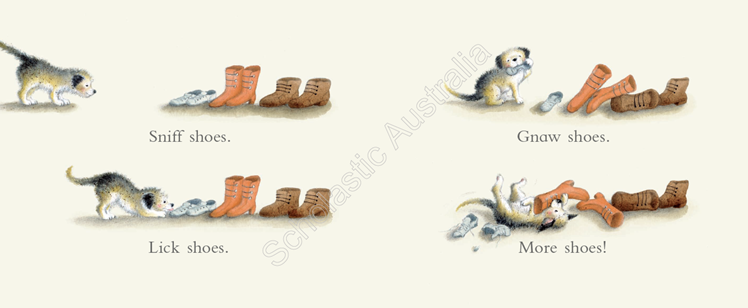 Sniff shoes.
Lick shoes.
Gnaw shoes.
More shoes!
Scholastic Australia